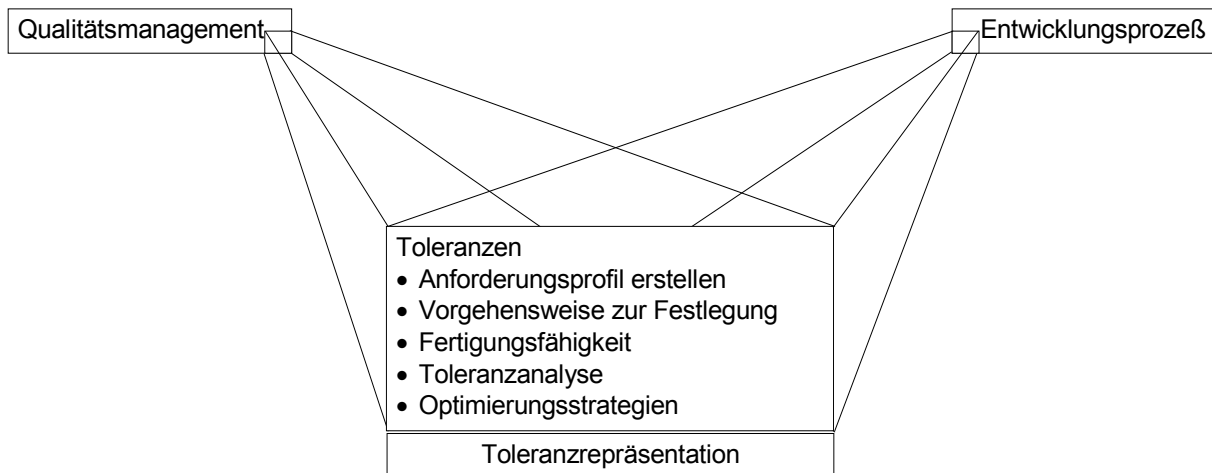 Qualitätsmanagement
Entwicklungsprozeß
Toleranzen
• Anforderungsprofil erstellen
• Vorgehensweise zur Festlegung
• Fertigungsfähigkeit
• Toleranzanalyse
• Optimierungsstrategien
Toleranzrepräsentation